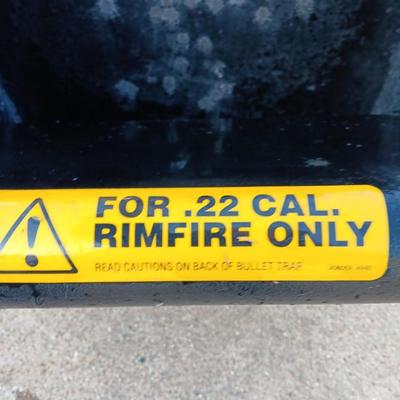 FOR .22 CAL.
RIMFIRE ONLY
READ CAUTIONS ON BACK OF BULLET TRAP